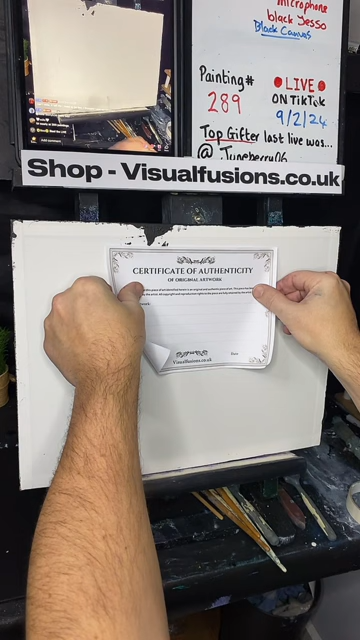 Microphone
black Jesso
Black Canvas
Painting#
289
LIVE
ON TikTok
9/2/24
Top Gifter last live was...
@Juneberry06
Shop - Visualfusions.co.uk
CERTIFICATE OF AUTHENTICITY
OF ORIGINAL ARTWORK
Visualfusions.co.uk
Date